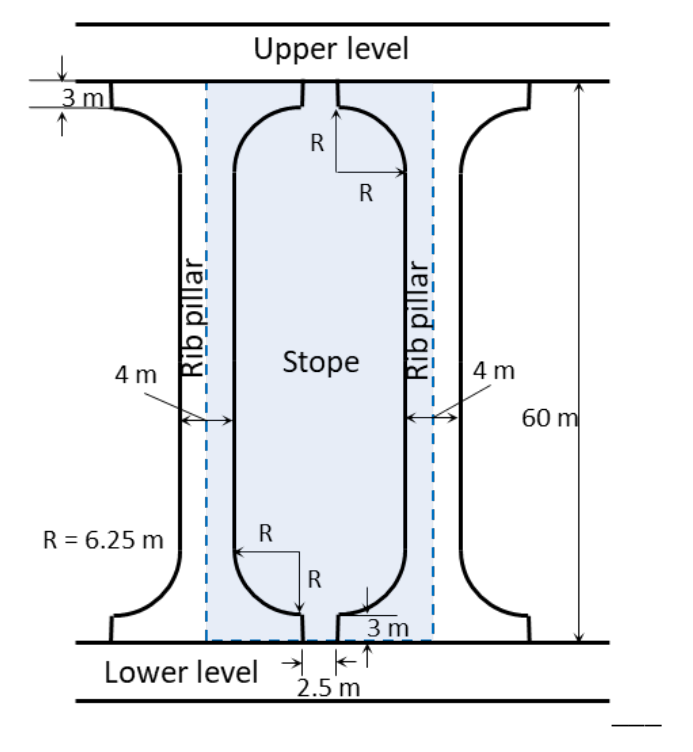 Upper level
3 m
R
R
Rib pillar
Rib pillar
Stope
4 m
4 m
60 m
R = 6.25 m
R
R
3 m
Lower level
2.5 m